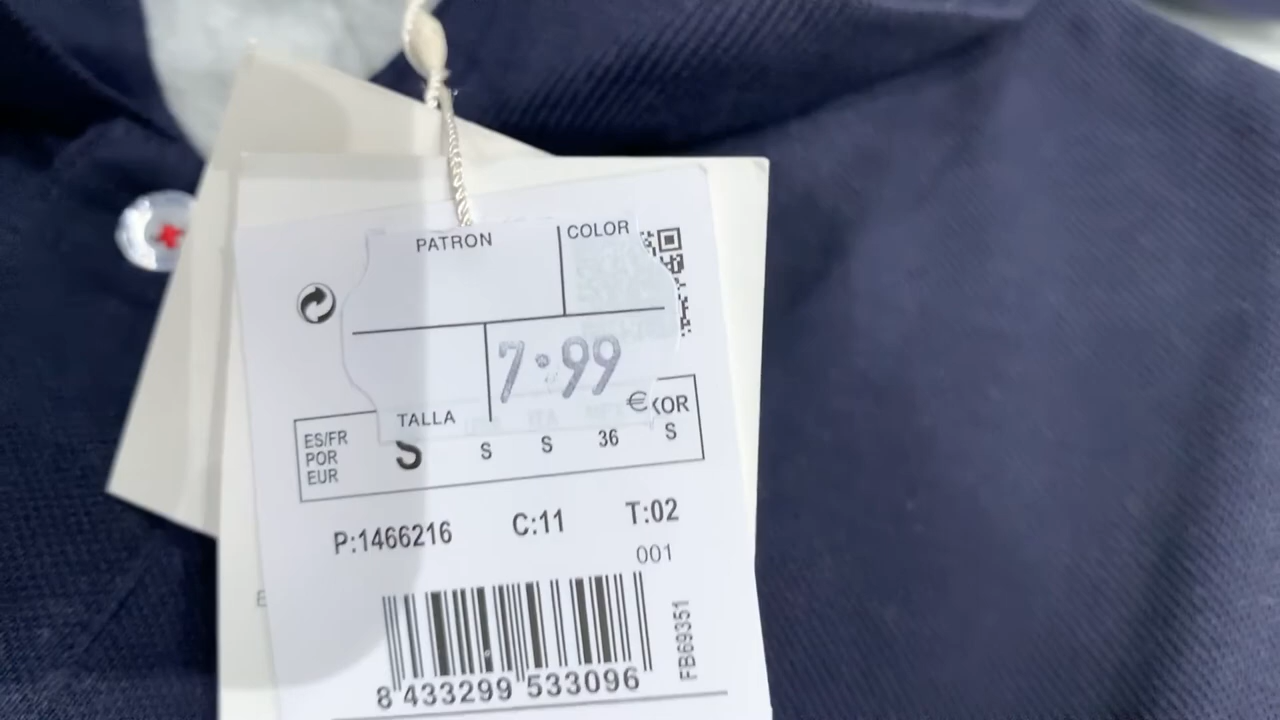 PATRON COLOR
7.99
€
TALLA
KOR
ES/FR
POR
EUR
S S 36 S
P:1466216 C:11 T:02
001
FB69351
8 433299 533096